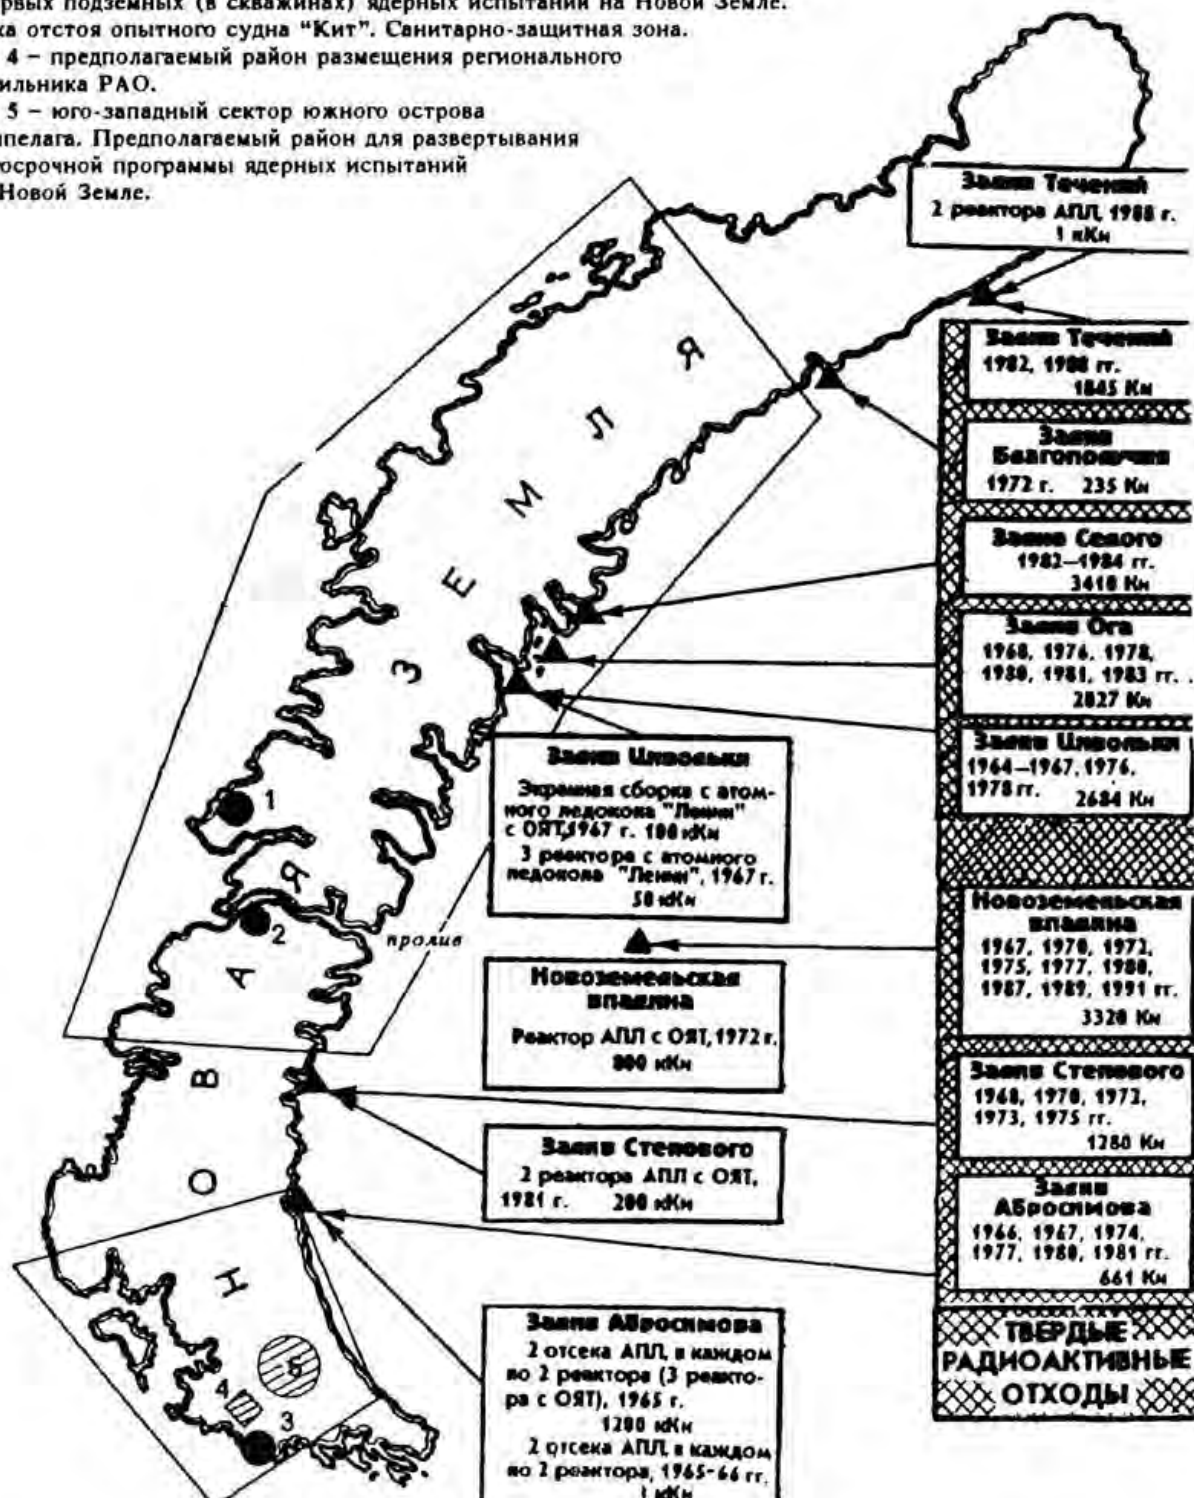 рвых подземных (в скважинах) ядерных испытаний на Новой Земле.
ка отстоя опытного судна “Кит”. Санитарно-защитная зона.
4 – предполагаемый район размещения регионального
ильника РАО.
5 – юго-западный сектор южного острова
ипелага. Предполагаемый район для развертывания
осрочной программы ядерных испытаний
Новой Земле.
Залив Течений
2 реактора АПЛ, 1988 г.
1 кКи
Залив Течений
1982, 1988 гг.
1845 Ки
Залив
Благополучия
1972 г. 235 Ки
Залив Седого
1982–1984 гг.
3410 Ки
Залив Ога
1968, 1976, 1978,
1980, 1981, 1983 гг.
2027 Ки
Залив Цивольки
1964–1967, 1976,
1978 гг. 2684 Ки
Залив Цивольки
Экранная сборка с атом-
ного ледокола "Ленин"
с ОЯТ, 1967 г. 100 кКи
3 реактора с атомного
ледокола "Ленин", 1967 г.
50 кКи
Новоземельская
впадина
1967, 1970, 1972,
1975, 1977, 1980,
1987, 1989, 1991 гг.
3320 Ки
Новоземельская
впадина
Реактор АПЛ с ОЯТ, 1972 г.
800 кКи
Залив Степового
1968, 1970, 1972,
1973, 1975 гг.
1280 Ки
Залив Степового
2 реактора АПЛ с ОЯТ,
1981 г. 200 кКи
Залив
Абросимова
1966, 1967, 1974,
1977, 1980, 1981 гг.
661 Ки
Залив Абросимова
2 отсека АПЛ, в каждом
по 2 реактора (3 реакто-
ра с ОЯТ), 1965 г.
1200 кКи
2 отсека АПЛ, в каждом
по 2 реактора, 1965-66 гг.
1 кКи
ТВЕРДЫЕ
РАДИОАКТИВНЫЕ
ОТХОДЫ
НОВАЯ
ЗЕМЛЯ
пролив
1
2
3
4
5